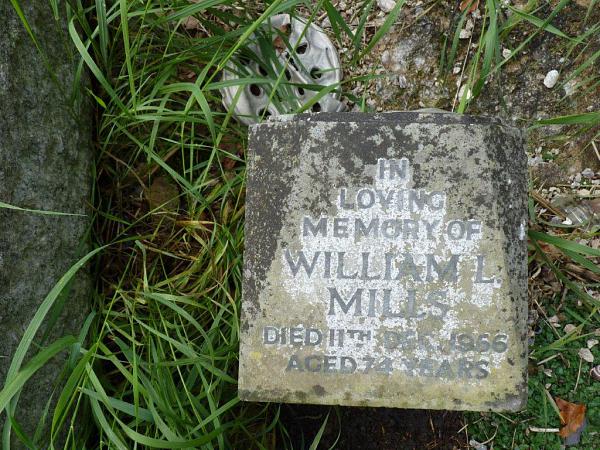 IN
LOVING
MEMORY OF
WILLIAM L.
MILLS
DIED 11TH DEC. 1956
AGED 74 YEARS